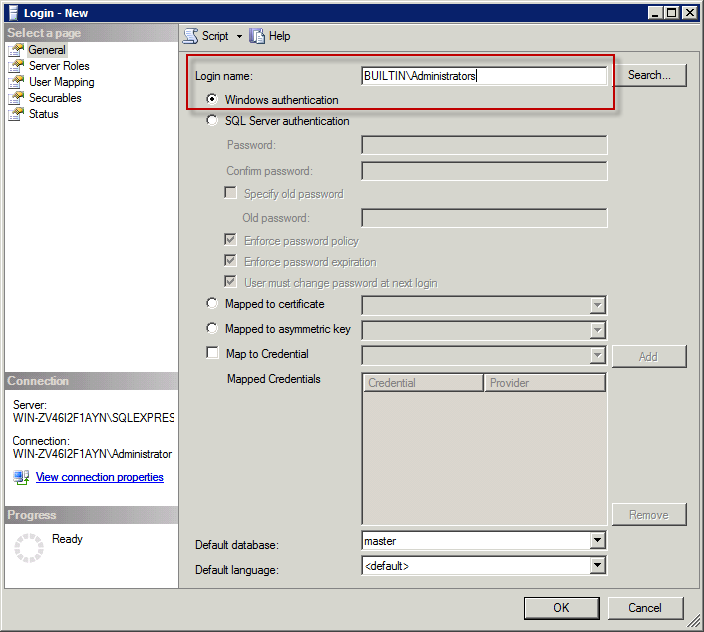 Login - New
Select a page
General
Server Roles
User Mapping
Securables
Status
Script
Help
Login name:
BUILTIN\Administrators
Search...
Windows authentication
SQL Server authentication
Password:
Confirm password:
Specify old password
Old password:
Enforce password policy
Enforce password expiration
User must change password at next login
Mapped to certificate
Mapped to asymmetric key
Map to Credential
Add
Mapped Credentials
Credential
Provider
Remove
Default database:
master
Default language:
<default>
Connection
Server:
WIN-ZV46I2F1AYN\SQLEXPRES
Connection:
WIN-ZV46I2F1AYN\Administrator
View connection properties
Progress
Ready
OK
Cancel